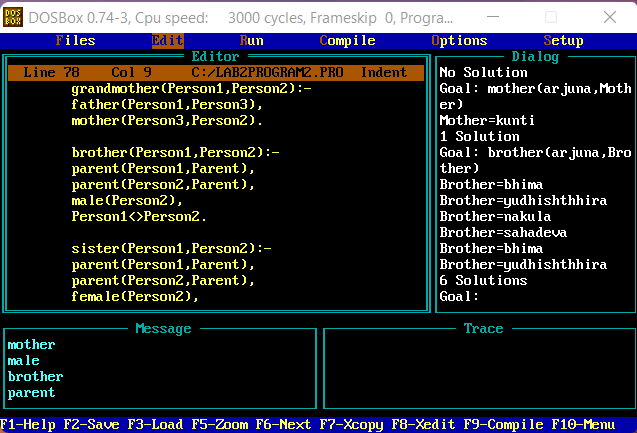 DOSBox 0.74-3, Cpu speed: 3000 cycles, Frameskip 0, Progra...
Files Edit Run Compile Options Setup
Editor
Line 78 Col 9 C:/LAB2PROGRAM2.PRO Indent
grandmother(Person1,Person2):-
father(Person1,Person3),
mother(Person3,Person2).
brother(Person1,Person2):-
parent(Person1,Parent),
parent(Person2,Parent),
male(Person2),
Person1<>Person2.
sister(Person1,Person2):-
parent(Person1,Parent),
parent(Person2,Parent),
female(Person2),
Dialog
No Solution
Goal: mother(arjuna,Moth
er)
Mother=kunti
1 Solution
Goal: brother(arjuna,Bro
ther)
Brother=bhima
Brother=yudhishthhira
Brother=nakula
Brother=sahadeva
Brother=bhima
Brother=yudhishthhira
6 Solutions
Goal:
Message
mother
male
brother
parent
Trace
F1-Help F2-Save F3-Load F5-Zoom F6-Next F7-Xcopy F8-Xedit F9-Compile F10-Menu